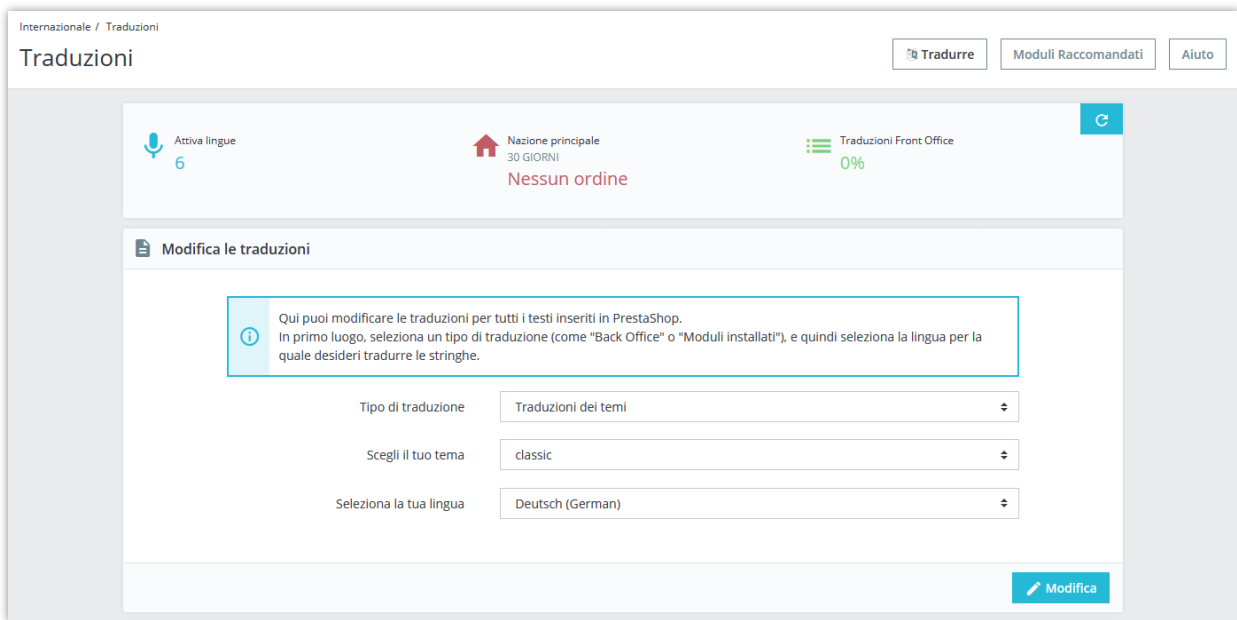 Internazionale / Traduzioni
Traduzioni
Tradurre
Moduli Raccomandati
Aiuto
Attiva lingue
6
Nazione principale
30 GIORNI
Nessun ordine
Traduzioni Front Office
0%
Modifica le traduzioni
Qui puoi modificare le traduzioni per tutti i testi inseriti in PrestaShop.
In primo luogo, seleziona un tipo di traduzione (come "Back Office" o "Moduli installati"), e quindi seleziona la lingua per la
quale desideri tradurre le stringhe.
Tipo di traduzione
Traduzioni dei temi
Scegli il tuo tema
classic
Seleziona la tua lingua
Deutsch (German)
Modifica